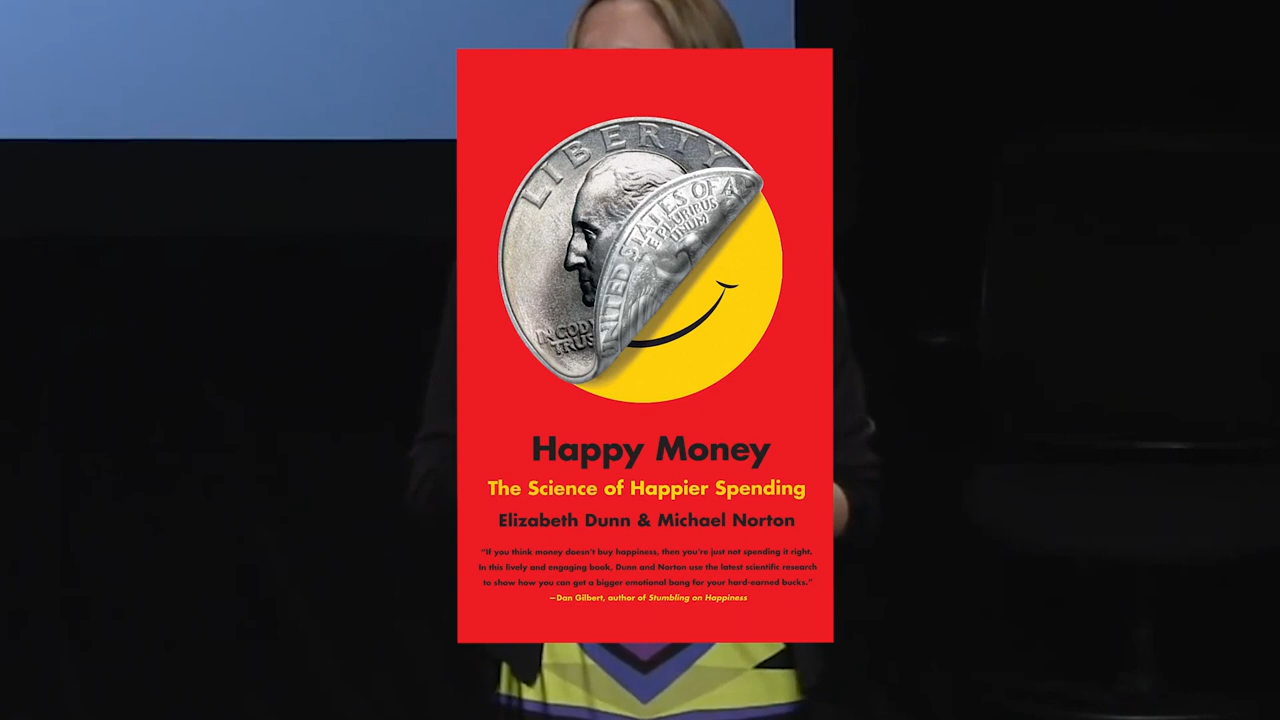 LIBERTY
UNITED STATES OF A
E PLURIBUS
UNUM
IN GOD
TRUS
Happy Money
The Science of Happier Spending
Elizabeth Dunn & Michael Norton
"If you think money doesn't buy happiness, then you're just not spending it right.
In this lively and engaging book, Dunn and Norton use the latest scientific research
to show how you can get a bigger emotional bang for your hard-earned bucks."
—Dan Gilbert, author of Stumbling on Happiness